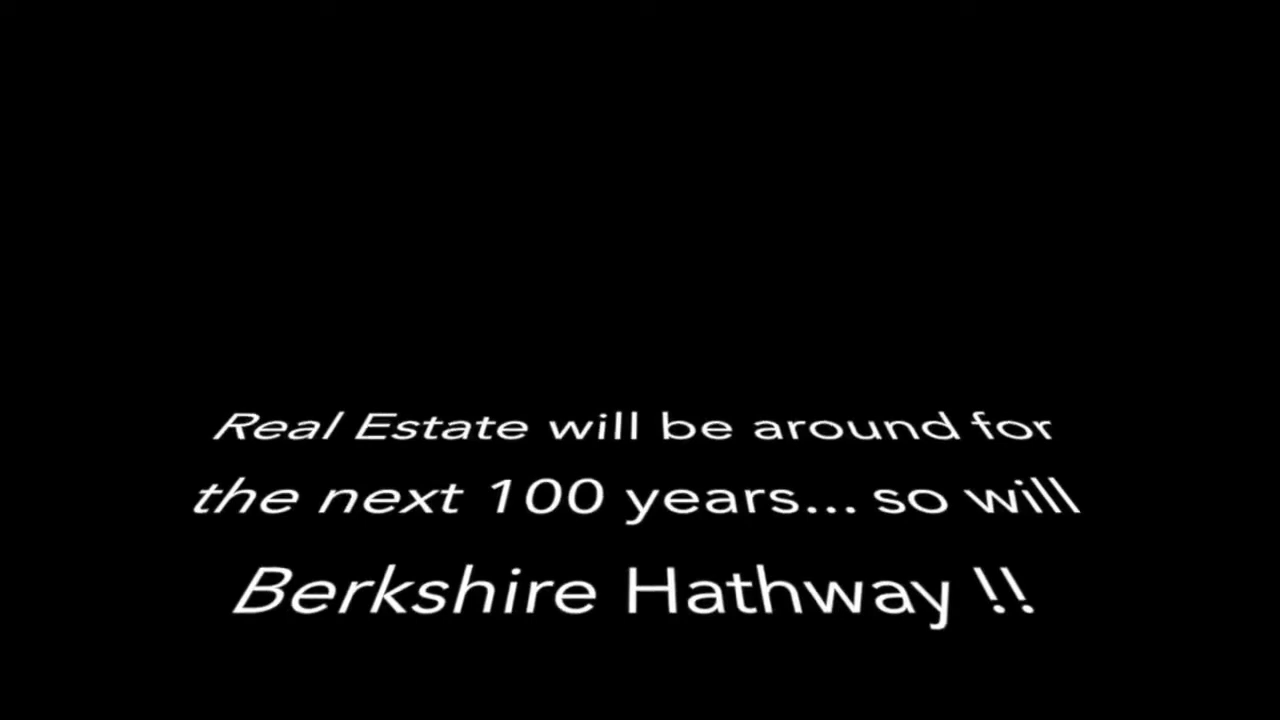 Real Estate will be around for
the next 100 years... so will
Berkshire Hathway !!